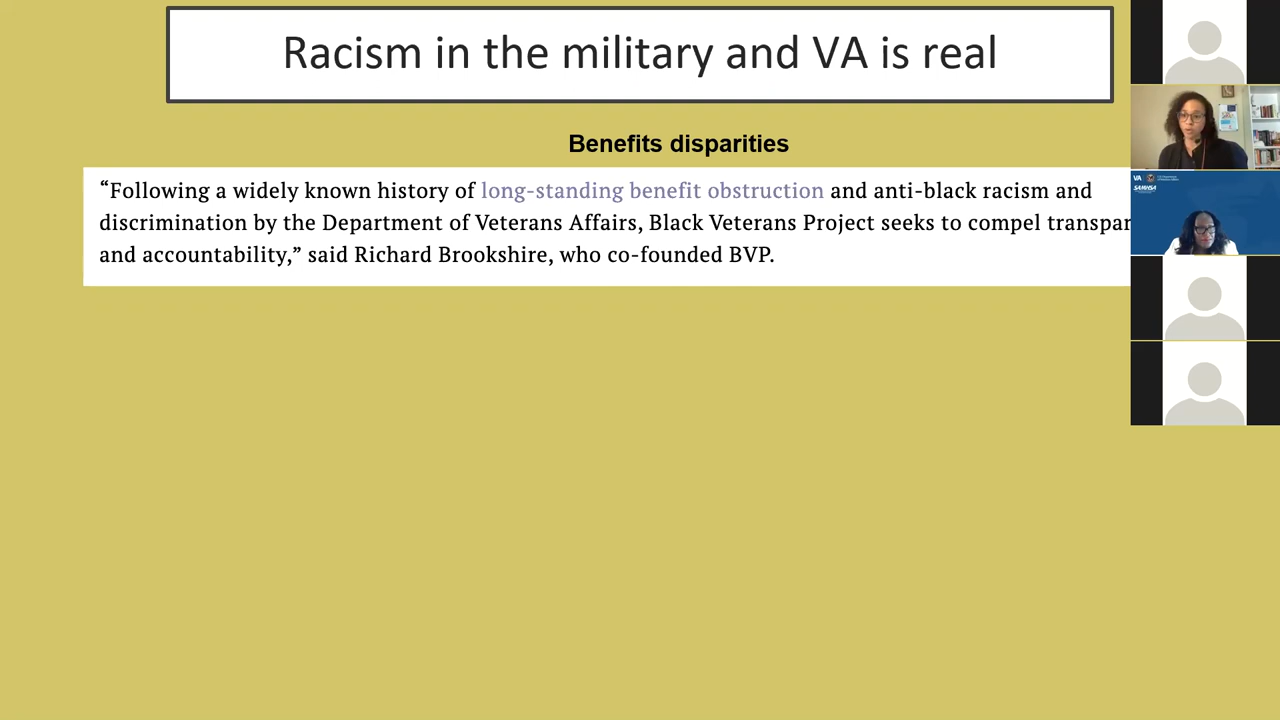 Racism in the military and VA is real
Benefits disparities
“Following a widely known history of long-standing benefit obstruction and anti-black racism and
discrimination by the Department of Veterans Affairs, Black Veterans Project seeks to compel transpar
and accountability,” said Richard Brookshire, who co-founded BVP.
VA
SAMHSA